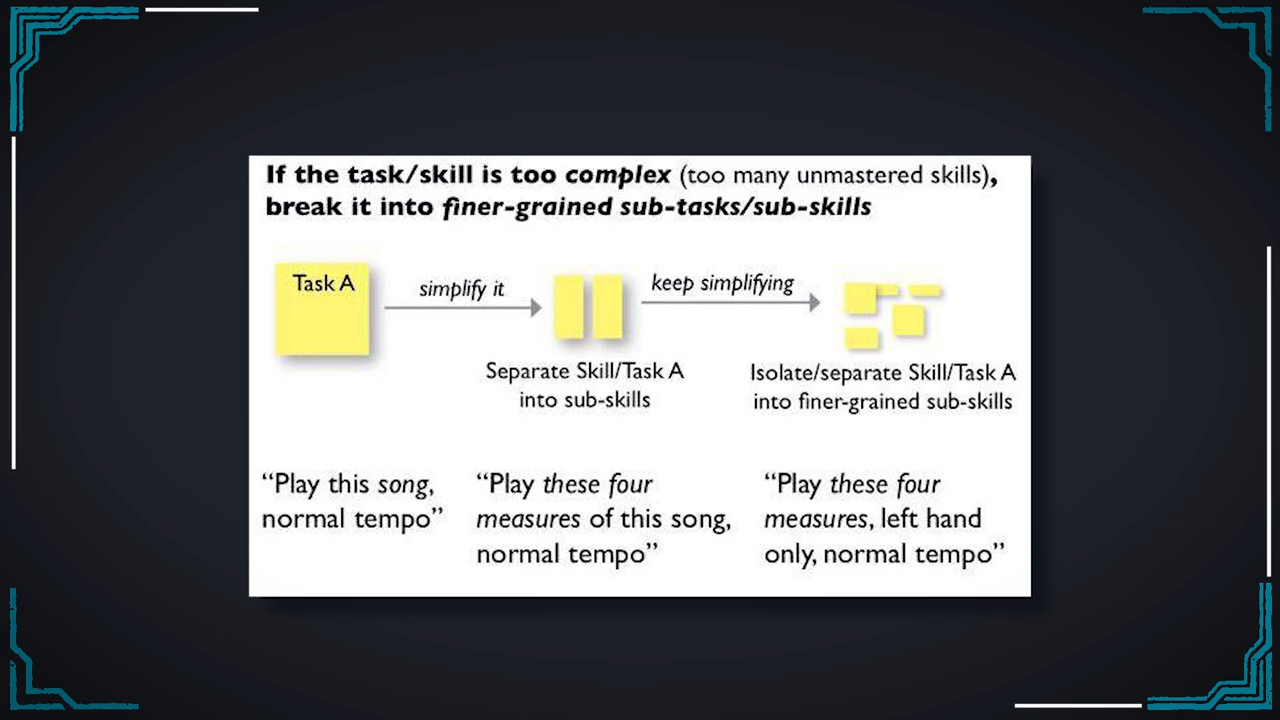 If the task/skill is too complex (too many unmastered skills),
break it into finer-grained sub-tasks/sub-skills
Task A
simplify it
keep simplifying
Separate Skill/Task A
into sub-skills
Isolate/separate Skill/Task A
into finer-grained sub-skills
“Play this song,
normal tempo”
“Play these four
measures of this song,
normal tempo”
“Play these four
measures, left hand
only, normal tempo”